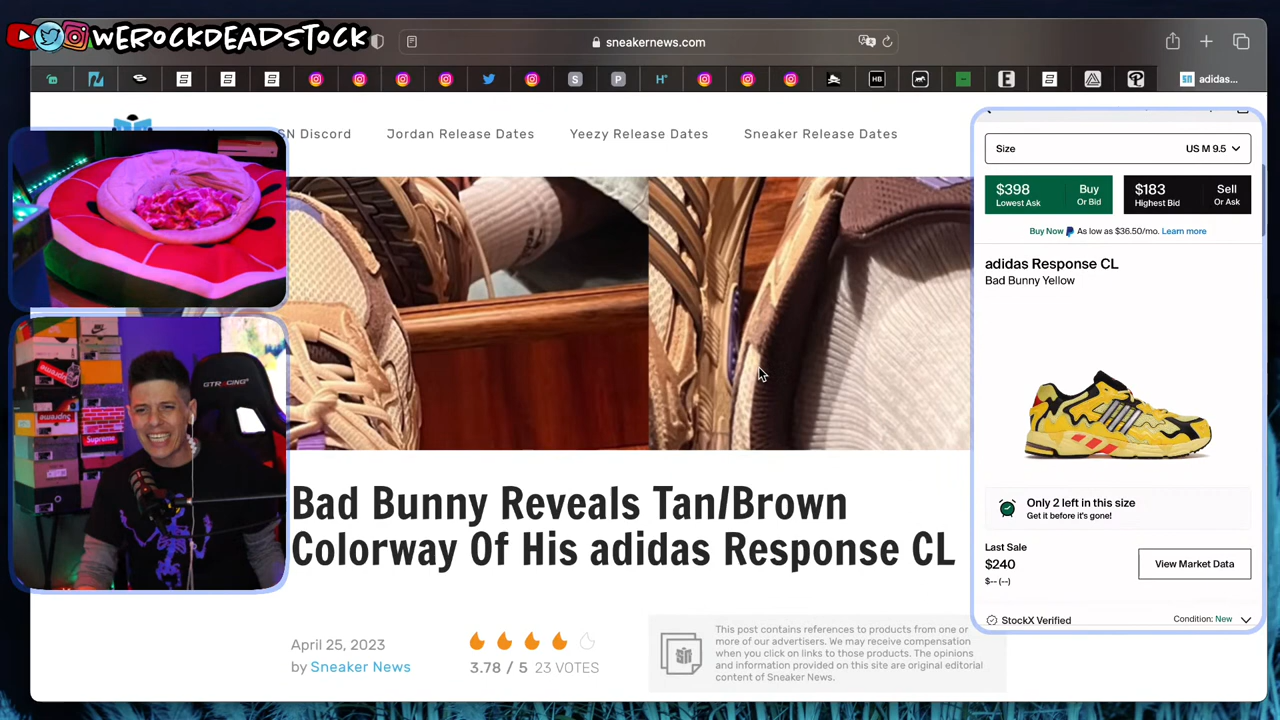 WEROCKDEADSTOCK
sneakernews.com
adidas...
SN Discord
Jordan Release Dates
Yeezy Release Dates
Sneaker Release Dates
Size
US M 9.5
$398
Lowest Ask
Buy
Or Bid
$183
Highest Bid
Sell
Or Ask
Buy Now
As low as $36.50/mo. Learn more
adidas Response CL
Bad Bunny Yellow
Only 2 left in this size
Get it before it's gone!
Last Sale
$240
$-- (--)
View Market Data
StockX Verified
Condition: New
GTRACING
Supreme
Bad Bunny Reveals Tan/Brown
Colorway Of His adidas Response CL
April 25, 2023
by Sneaker News
3.78 / 5 23 VOTES
This post contains references to products from one or
more of our advertisers. We may receive compensation
when you click on links to those products. The opinions
and information provided on this site are original editorial
content of Sneaker News.